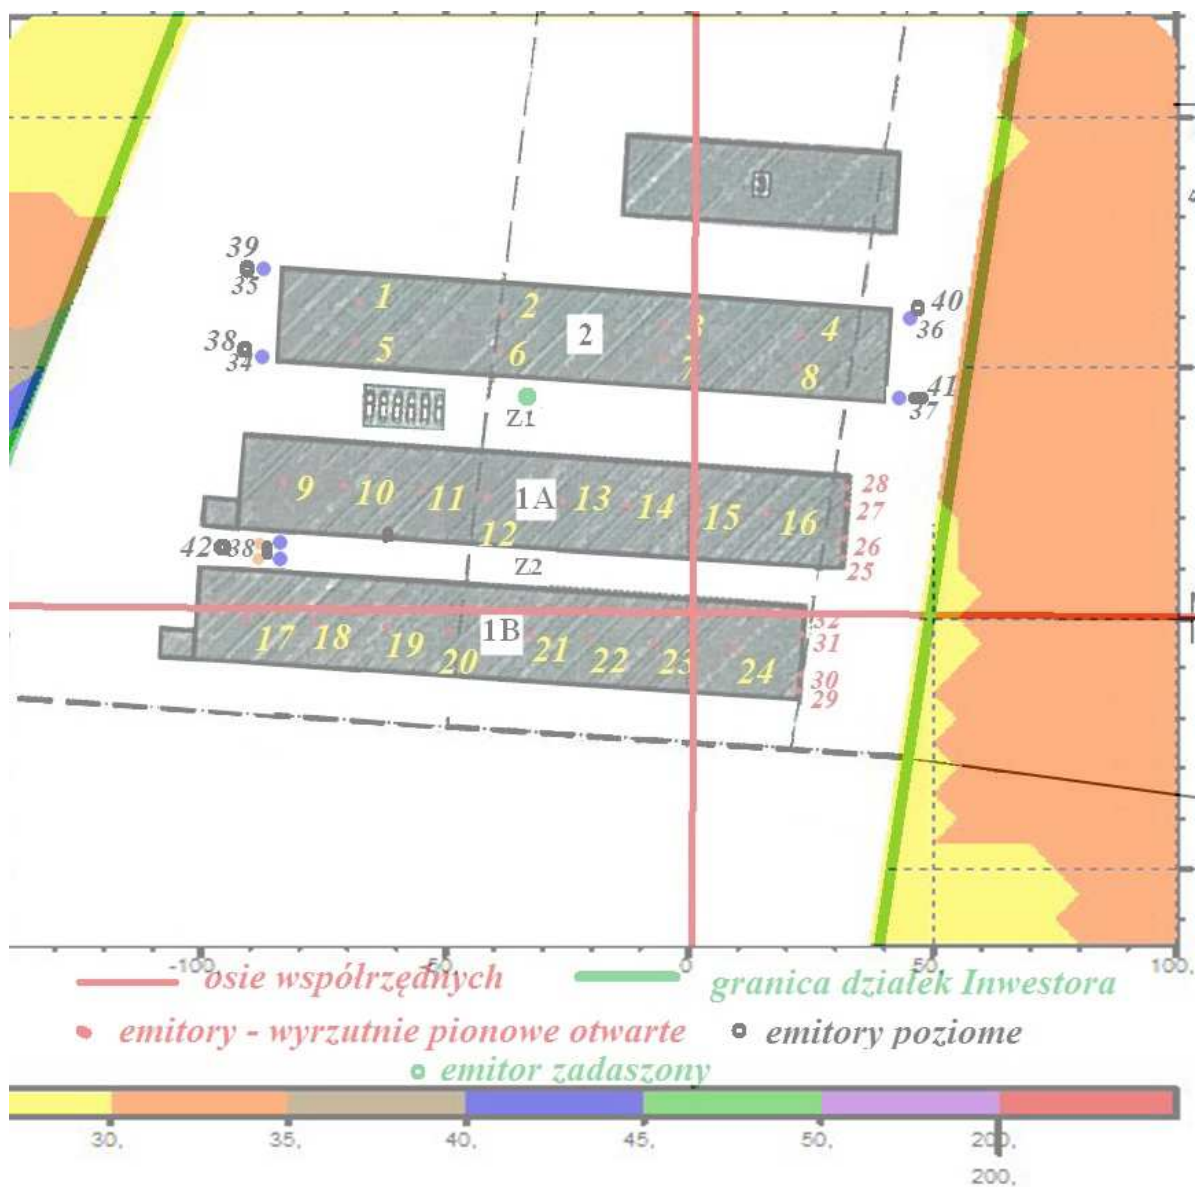 39
35
1 2 3 4
40
36
2
38
34
5 6 7 8
41
37
Z1
9 10 11 1A 13 14 15 16
12
28
27
26
25
42 38
Z2
1B
17 18 19 20 21 22 23 24
32
31
30
29
-100. -50. 0. 50. 100.
osie współrzędnych granica działek Inwestora
emitory - wyrzutnie pionowe otwarte emitory poziome
emitor zadaszony
30. 35. 40. 45. 50. 200.
200.